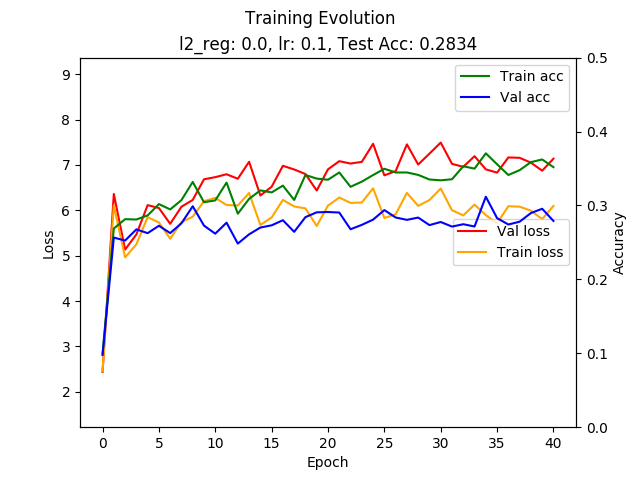 Training Evolution
l2_reg: 0.0, lr: 0.1, Test Acc: 0.2834
Train acc
Val acc
Val loss
Train loss
Loss
9
8
7
6
5
4
3
2
0.5
0.4
0.3
0.2
0.1
0.0
Accuracy
0 5 10 15 20 25 30 35 40
Epoch